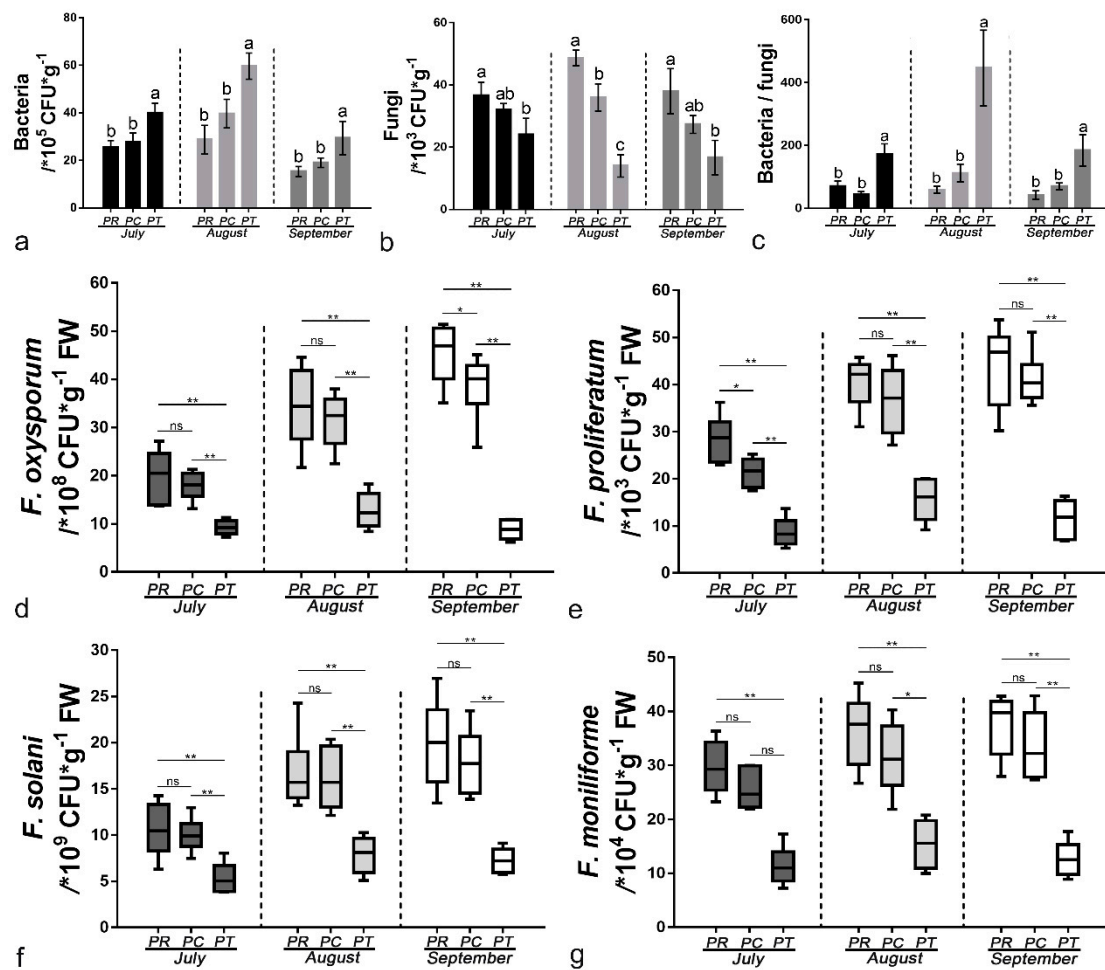 Bacteria
/*10⁵ CFU*g⁻¹
80
60
40
20
0
b b a
b b a
b b a
PR PC PT PR PC PT PR PC PT
July August September
a
Fungi
/*10³ CFU*g⁻¹
60
40
20
0
a ab b
a b c
a ab b
PR PC PT PR PC PT PR PC PT
July August September
b
Bacteria / fungi
600
400
200
0
b b a
b b a
b b a
PR PC PT PR PC PT PR PC PT
July August September
c
F. oxysporum
/*10⁸ CFU*g⁻¹ FW
60
50
40
30
20
10
0
** ns **
** ns **
** * **
PR PC PT PR PC PT PR PC PT
July August September
d
F. proliferatum
/*10³ CFU*g⁻¹ FW
60
50
40
30
20
10
0
** * **
** ns **
** ns **
PR PC PT PR PC PT PR PC PT
July August September
e
F. solani
/*10⁹ CFU*g⁻¹ FW
30
25
20
15
10
5
0
** ns **
** ns **
** ns **
PR PC PT PR PC PT PR PC PT
July August September
f
F. moniliforme
/*10⁴ CFU*g⁻¹ FW
50
40
30
20
10
0
** ns ns
** ns *
** ns **
PR PC PT PR PC PT PR PC PT
July August September
g